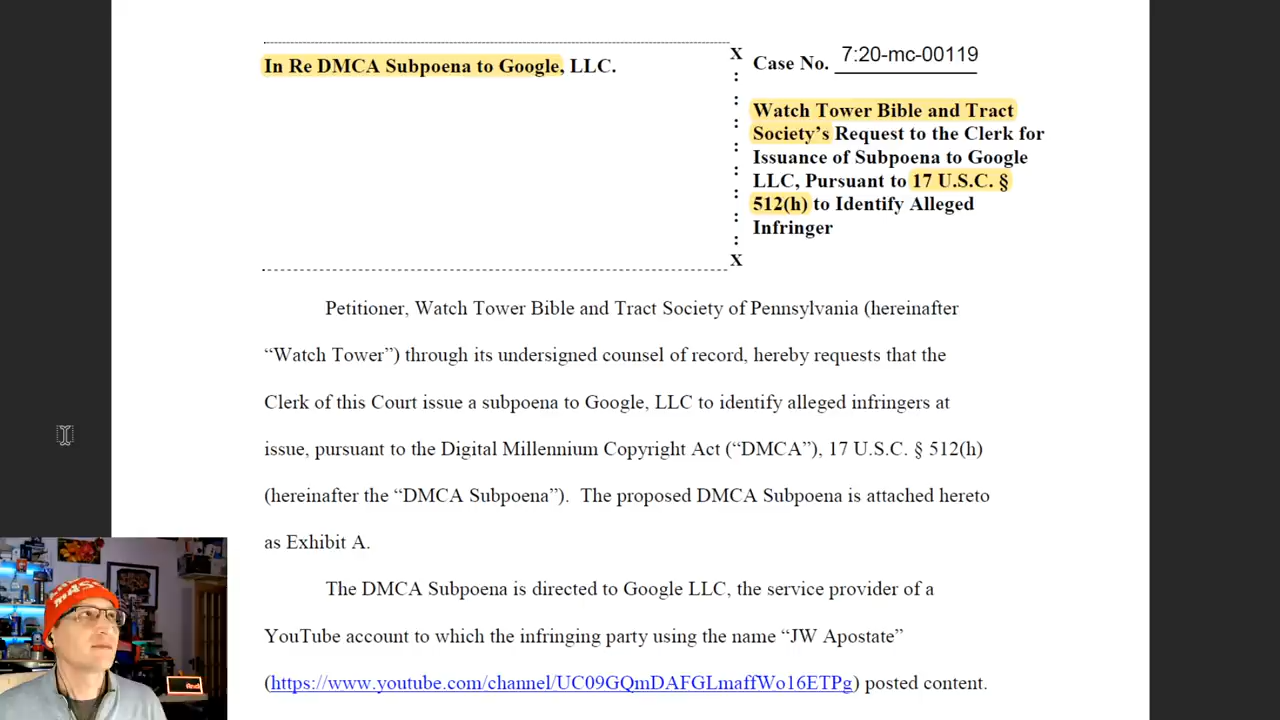 In Re DMCA Subpoena to Google, LLC.
X
Case No. 7:20-mc-00119
Watch Tower Bible and Tract
Society’s Request to the Clerk for
Issuance of Subpoena to Google
LLC, Pursuant to 17 U.S.C. §
512(h) to Identify Alleged
Infringer
X
Petitioner, Watch Tower Bible and Tract Society of Pennsylvania (hereinafter
“Watch Tower”) through its undersigned counsel of record, hereby requests that the
Clerk of this Court issue a subpoena to Google, LLC to identify alleged infringers at
issue, pursuant to the Digital Millennium Copyright Act (“DMCA”), 17 U.S.C. § 512(h)
(hereinafter the “DMCA Subpoena”).  The proposed DMCA Subpoena is attached hereto
as Exhibit A.
The DMCA Subpoena is directed to Google LLC, the service provider of a
YouTube account to which the infringing party using the name “JW Apostate”
(https://www.youtube.com/channel/UC09GQmDAFGLmaffWo16ETPg) posted content.